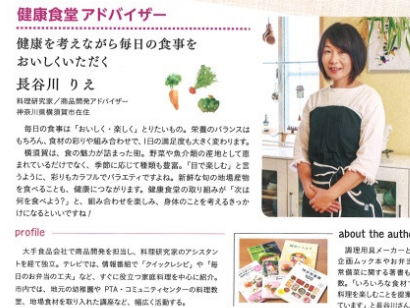 健康食堂アドバイザー
健康を考えながら毎日の食事を
おいしくいただく
長谷川 りえ
料理研究家／商品開発アドバイザー
神奈川県横須賀市在住
毎日の食事は「おいしく・楽しく」とりたいもの。栄養のバランスは
もちろん、食材の彩りや組み合わせで、1日の満足度も大きく変わります。
横須賀は、食の魅力が詰まった街。野菜や魚介類の産地として恵
まれているだけでなく、季節に応じて種類も豊富。「目で楽しむ」と言
うように、彩りもカラフルでバラエティですよね。新鮮な旬の地場産物
を食べることも、健康につながります。健康食堂の取り組みが「次は
何を食べよう？」と、組み合わせを楽しみ、身体のことを考えるきっか
けになるといいですね！
profile
大手食品会社で商品開発を担当し、料理研究家のアシスタン
トを経て独立。テレビでは、情報番組で「クイックレシピ」や「毎
日のお弁当の工夫」など、すぐに役立つ家庭料理を中心に紹介。
市内では、地元の幼稚園や PTA・コミュニティセンターの料理教
室、地場食材を取り入れた講座など、幅広く活動する。
about the autho
調理用具メーカーと
企画ムック本やお弁当
常備菜に関する著書も
数。「いろいろな食材で
料理を楽しむことを
ています」と長谷川さん